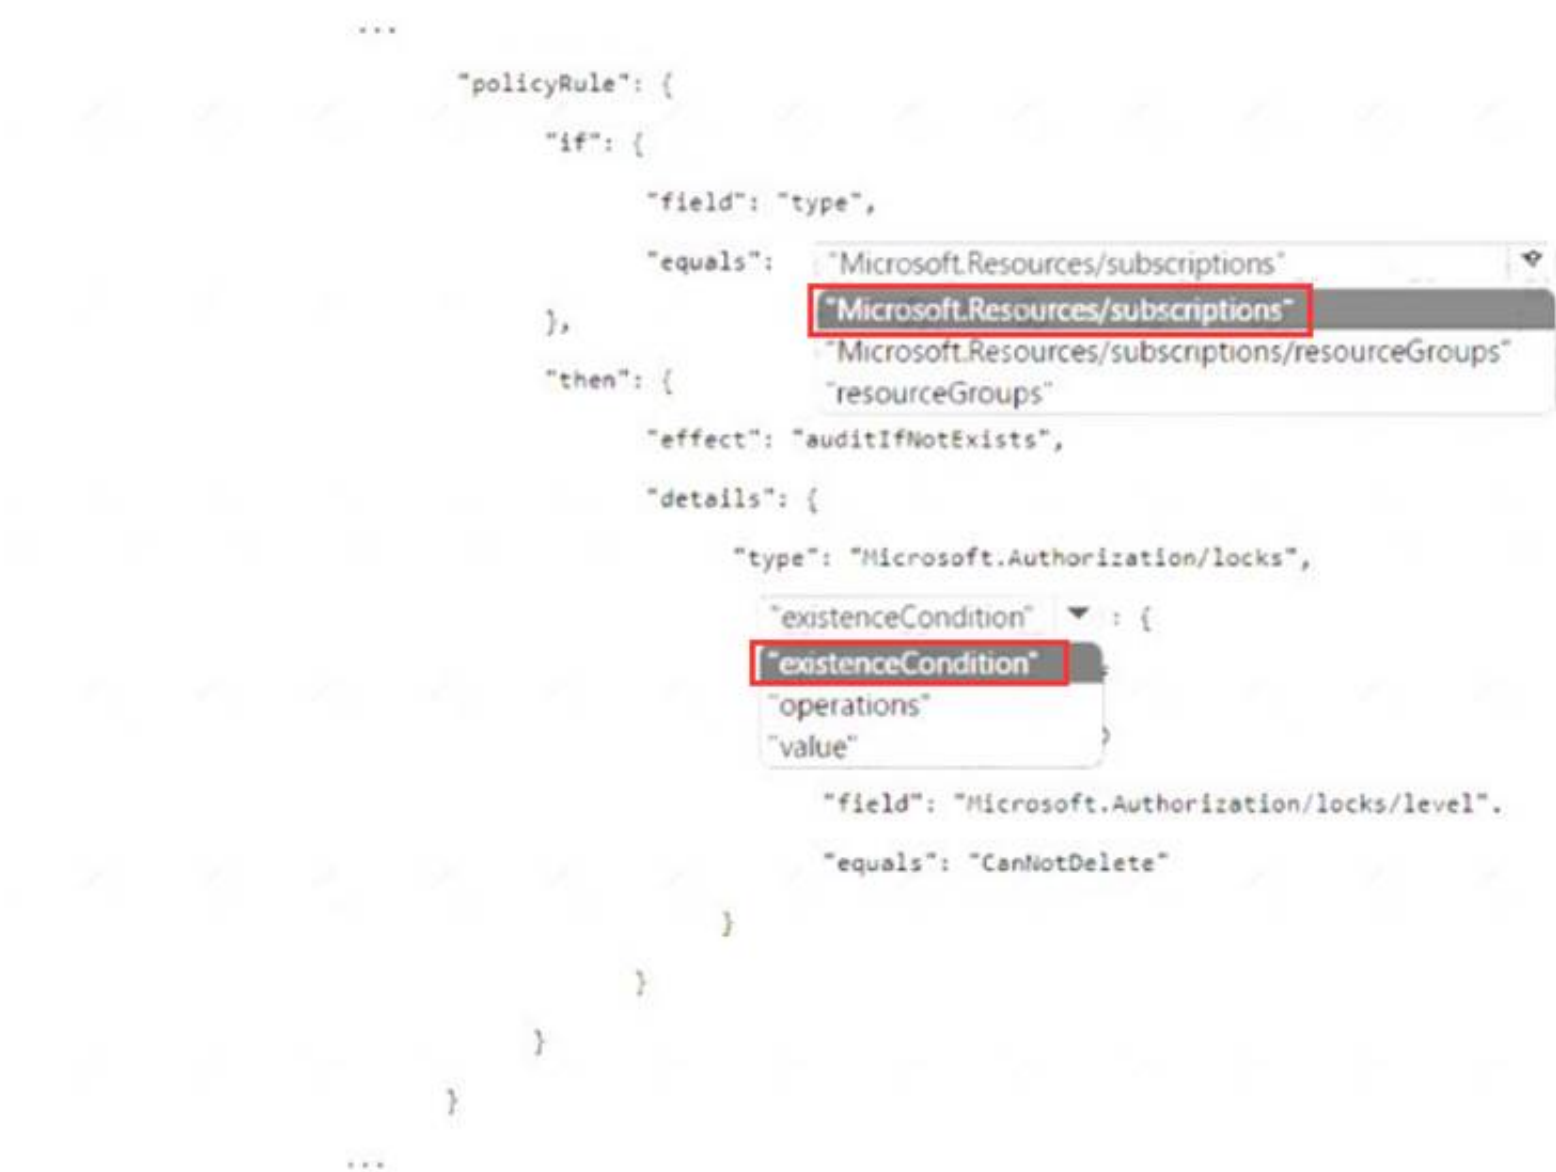 ...
"policyRule": {
"if": {
"field": "type",
"equals": "Microsoft.Resources/subscriptions"
"Microsoft.Resources/subscriptions"
},
"Microsoft.Resources/subscriptions/resourceGroups"
"then": {
"resourceGroups"
"effect": "auditIfNotExists",
"details": {
"type": "Microsoft.Authorization/locks",
"existenceCondition" : {
"existenceCondition"
"operations"
"value"
"field": "Microsoft.Authorization/locks/level".
"equals": "CanNotDelete"
}
}
}
}
...